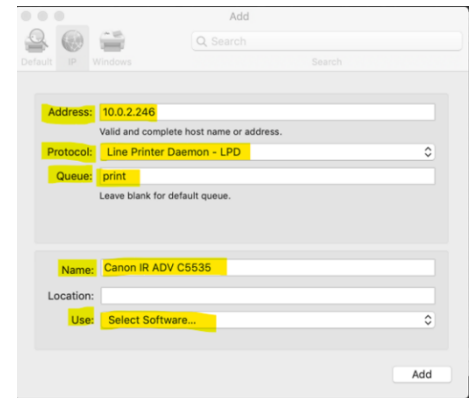 Add
Search
Default IP Windows Search
Address: 10.0.2.246
Valid and complete host name or address.
Protocol: Line Printer Daemon - LPD
Queue: print
Leave blank for default queue.
Name: Canon IR ADV C5535
Location:
Use: Select Software...
Add